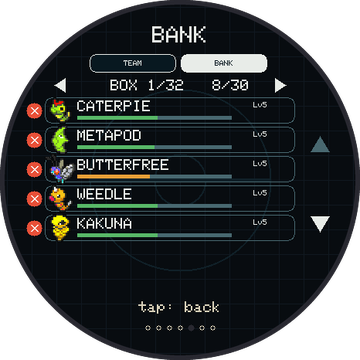 BANK
TEAM BANK
BOX 1/32 8/30
CATERPIE Lv5
METAPOD Lv5
BUTTERFREE Lv5
WEEDLE Lv5
KAKUNA Lv5
tap: back